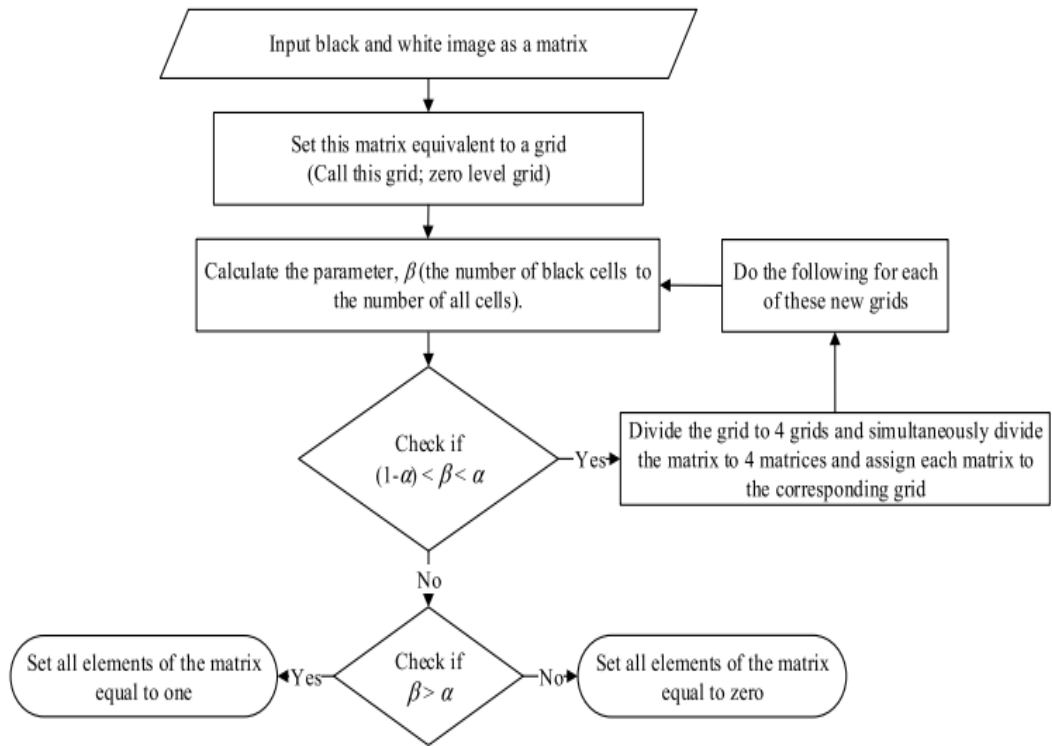 Input black and white image as a matrix
Set this matrix equivalent to a grid
(Call this grid; zero level grid)
Calculate the parameter, β (the number of black cells to
the number of all cells).
Do the following for each
of these new grids
Check if
(1-α) < β < α
Yes
Divide the grid to 4 grids and simultaneously divide
the matrix to 4 matrices and assign each matrix to
the corresponding grid
No
Check if
β > α
Yes
Set all elements of the matrix
equal to one
No
Set all elements of the matrix
equal to zero